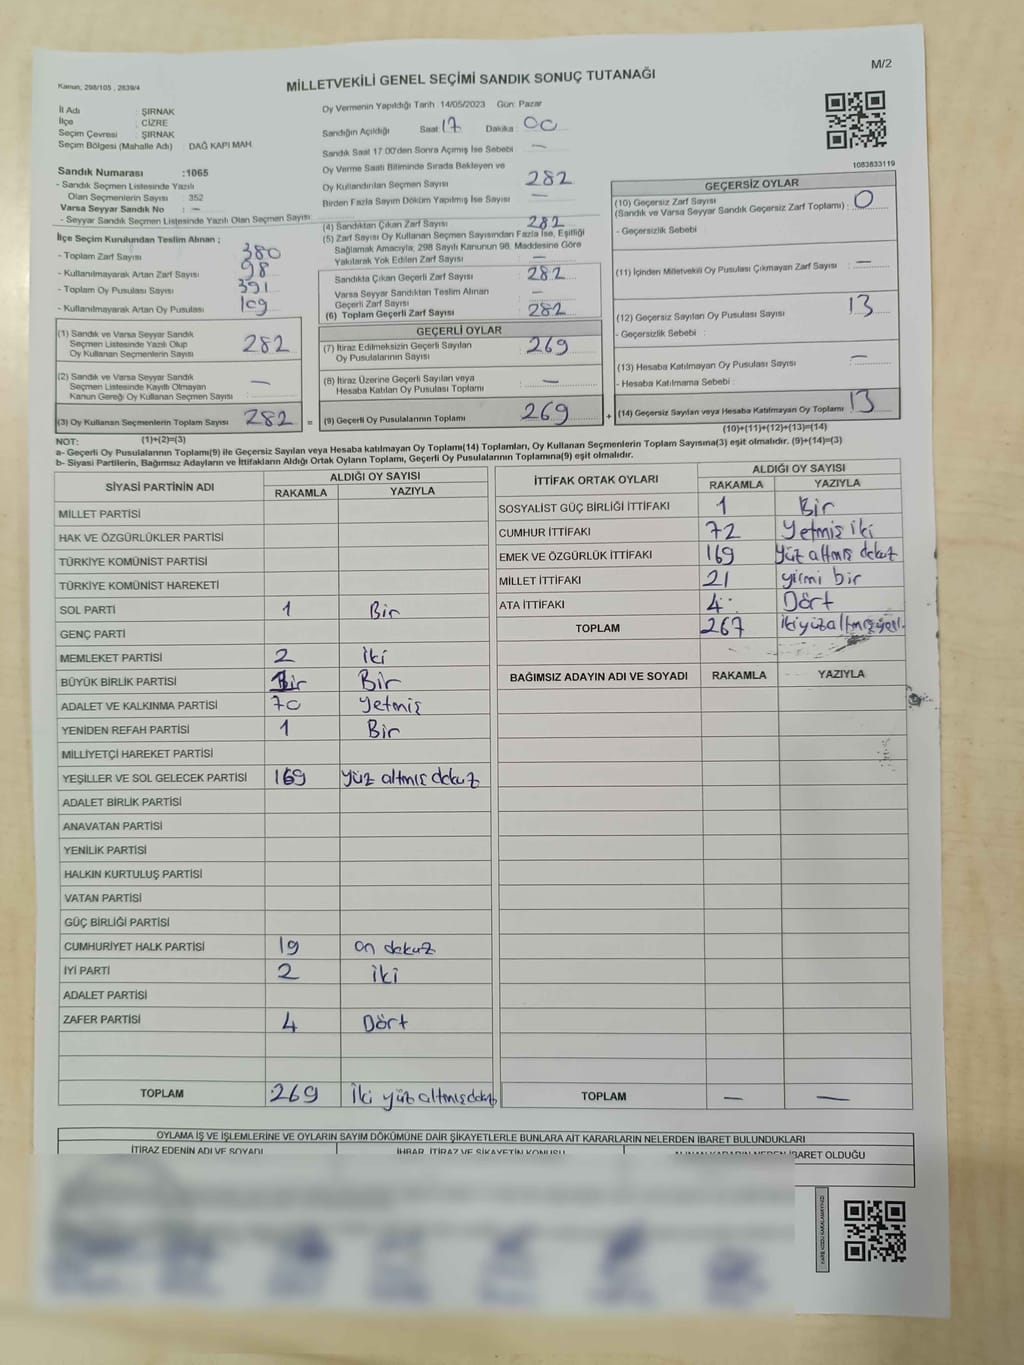 M/2
Kanun; 298/105 , 2839/4
MİLLETVEKİLİ GENEL SEÇİMİ SANDIK SONUÇ TUTANAĞI
İl Adı : ŞIRNAK
İlçe : CİZRE
Seçim Çevresi : ŞIRNAK
Seçim Bölgesi (Mahalle Adı) DAĞ KAPI MAH.
Sandık Numarası :1065
- Sandık Seçmen Listesinde Yazılı
Olan Seçmenlerin Sayısı : 352
Varsa Seyyar Sandık No : –
- Seyyar Sandık Seçmen Listesinde Yazılı Olan Seçmen Sayısı:
İlçe Seçim Kurulundan Teslim Alınan ;
- Toplam Zarf Sayısı 380
- Kullanılmayarak Artan Zarf Sayısı 98
- Toplam Oy Pusulası Sayısı 391
- Kullanılmayarak Artan Oy Pusulası 109
(1) Sandık ve Varsa Seyyar Sandık
Seçmen Listesinde Yazılı Olup
Oy Kullanan Seçmenlerin Sayısı 282
(2) Sandık ve Varsa Seyyar Sandık
Seçmen Listesinde Kayıtlı Olmayan
Kanun Gereği Oy Kullanan Seçmen Sayısı : –
(3) Oy Kullanan Seçmenlerin Toplam Sayısı 282 =
Oy Vermenin Yapıldığı Tarih 14/05/2023 Gün: Pazar
Sandığın Açıldığı Saat: 17 Dakika : 00
Sandık Saat 17:00'den Sonra Açımış İse Sebebi –
Oy Verme Saati Bitiminde Sırada Bekleyen ve
Oy Kullandırılan Seçmen Sayısı 282
Birden Fazla Sayım Döküm Yapılmış İse Sayısı –
(4) Sandıktan Çıkan Zarf Sayısı : 282
(5) Zarf Sayısı Oy Kullanan Seçmen Sayısından Fazla İse, Eşitliği
Sağlamak Amacıyla; 298 Sayılı Kanunun 98. Maddesine Göre
Yakılarak Yok Edilen Zarf Sayısı –
Sandıkta Çıkan Geçerli Zarf Sayısı 282
Varsa Seyyar Sandıktan Teslim Alınan
Geçerli Zarf Sayısı –
(6) Toplam Geçerli Zarf Sayısı 282
GEÇERLİ OYLAR
(7) İtiraz Edilmeksizin Geçerli Sayılan
Oy Pusulalarının Sayısı 269
(8) İtiraz Üzerine Geçerli Sayılan veya
Hesaba Katılan Oy Pusulası Toplamı –
(9) Geçerli Oy Pusulalarının Toplamı 269 +
1083833119
GEÇERSİZ OYLAR
(10) Geçersiz Zarf Sayısı
(Sandık ve Varsa Seyyar Sandık Geçersiz Zarf Toplamı) : 0
- Geçersizlik Sebebi
(11) İçinden Milletvekili Oy Pusulası Çıkmayan Zarf Sayısı –
(12) Geçersiz Sayılan Oy Pusulası Sayısı 13
- Geçersizlik Sebebi :
(13) Hesaba Katılmayan Oy Pusulası Sayısı –
- Hesaba Katılmama Sebebi :
(14) Geçersiz Sayılan veya Hesaba Katılmayan Oy Toplamı 13
(10)+(11)+(12)+(13)=(14)
NOT: (1)+(2)=(3)
a- Geçerli Oy Pusulaları Toplamı(9) ile Geçersiz Sayılan veya Hesaba katılmayan Oy Toplamı(14) Toplamları, Oy Kullanan Seçmenlerin Toplam Sayısına(3) eşit olmalıdır. (9)+(14)=(3)
b- Siyasi Partilerin, Bağımsız Adayların ve İttifakların Aldığı Ortak Oyların Toplamı, Geçerli Oy Pusulalarının Toplamına(9) eşit olmalıdır.
SİYASİ PARTİNİN ADI ALDIĞI OY SAYISI
RAKAMLA YAZIYLA
MİLLET PARTİSİ
HAK VE ÖZGÜRLÜKLER PARTİSİ
TÜRKİYE KOMÜNİST PARTİSİ
TÜRKİYE KOMÜNİST HAREKETİ
SOL PARTİ 1 Bir
GENÇ PARTİ
MEMLEKET PARTİSİ 2 iki
BÜYÜK BİRLİK PARTİSİ Bir Bir
ADALET VE KALKINMA PARTİSİ 70 Yetmiş
YENİDEN REFAH PARTİSİ 1 Bir
MİLLİYETÇİ HAREKET PARTİSİ
YEŞİLLER VE SOL GELECEK PARTİSİ 169 yüz altmış dokuz
ADALET BİRLİK PARTİSİ
ANAVATAN PARTİSİ
YENİLİK PARTİSİ
HALKIN KURTULUŞ PARTİSİ
VATAN PARTİSİ
GÜÇ BİRLİĞİ PARTİSİ
CUMHURİYET HALK PARTİSİ 19 on dokuz
İYİ PARTİ 2 iki
ADALET PARTİSİ
ZAFER PARTİSİ 4 Dört
TOPLAM 269 İki yüz altmış dokuz
İTTİFAK ORTAK OYLARI ALDIĞI OY SAYISI
RAKAMLA YAZIYLA
SOSYALİST GÜÇ BİRLİĞİ İTTİFAKI 1 Bir
CUMHUR İTTİFAKI 72 Yetmiş iki
EMEK VE ÖZGÜRLÜK İTTİFAKI 169 Yüz altmış dokuz
MİLLET İTTİFAKI 21 yirmi bir
ATA İTTİFAKI 4 Dört
TOPLAM 267 ikiyüzaltmışyedi.
BAĞIMSIZ ADAYIN ADI VE SOYADI RAKAMLA YAZIYLA
TOPLAM – –
OYLAMA İŞ VE İŞLEMLERİNE VE OYLARIN SAYIM DÖKÜMÜNE DAİR ŞİKAYETLERLE BUNLARA AİT KARARLARIN NELERDEN İBARET BULUNDUKLARI
İTİRAZ EDENİN ADI VE SOYADI İHBAR, İTİRAZ VE ŞİKAYETİN KONUSU ALINAN KARARIN NEDEN İBARET OLDUĞU
KARE KODU KARALAMAYINIZ!